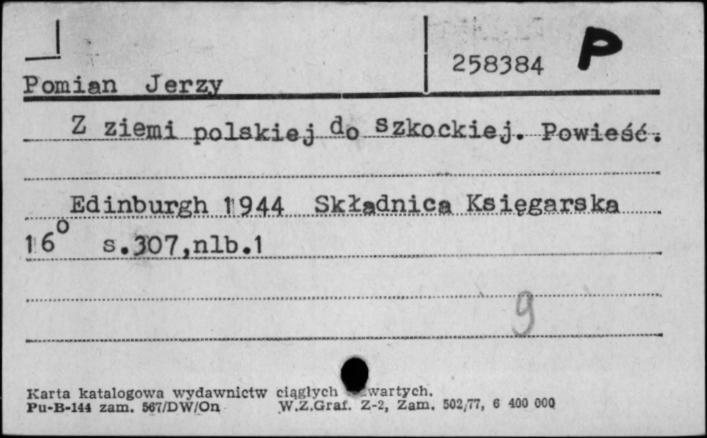 258384 P
Pomian Jerzy
Z ziemi polskiej do szkockiej. Powieść.
Edinburgh 1944 Składnica Księgarska
16° s.307,nlb.1
9
Karta katalogowa wydawnictw ciągłych
Pu-B-144 zam. 567/DW/On W.Z.Graf. Z-2, Zam. 502/77, 6 400 000